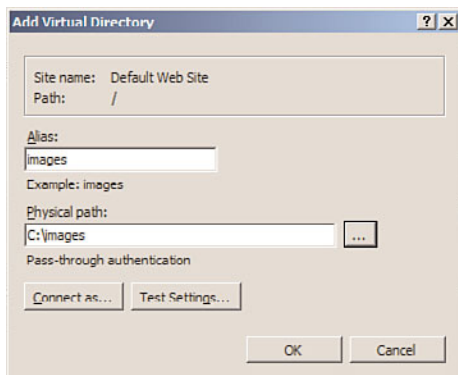 Add Virtual Directory
Site name: Default Web Site
Path: /
Alias:
images
Example: images
Physical path:
C:\images
...
Pass-through authentication
Connect as... Test Settings...
OK Cancel